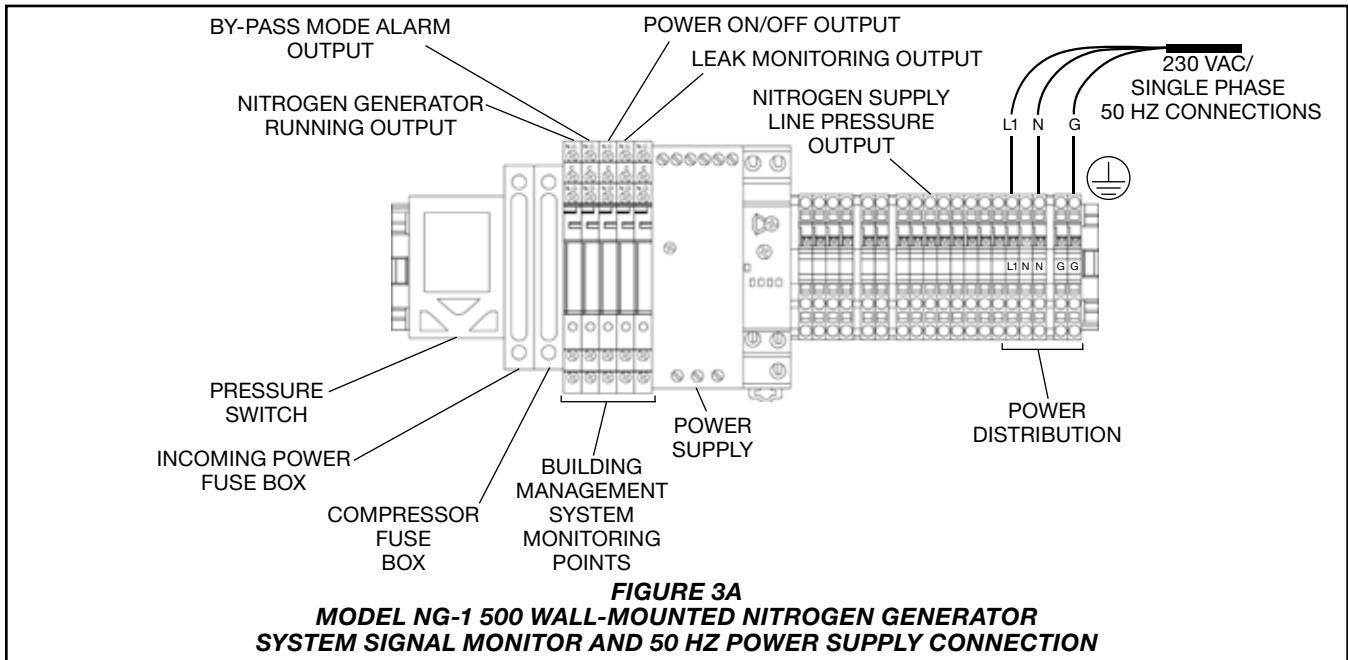 BY-PASS MODE ALARM
OUTPUT
POWER ON/OFF OUTPUT
LEAK MONITORING OUTPUT
NITROGEN GENERATOR
RUNNING OUTPUT
NITROGEN SUPPLY
LINE PRESSURE
OUTPUT
230 VAC/
SINGLE PHASE
50 HZ CONNECTIONS
L1 N G
L1 N N G G
PRESSURE
SWITCH
INCOMING POWER
FUSE BOX
COMPRESSOR
FUSE
BOX
BUILDING
MANAGEMENT
SYSTEM
MONITORING
POINTS
POWER
SUPPLY
POWER
DISTRIBUTION
FIGURE 3A
MODEL NG-1 500 WALL-MOUNTED NITROGEN GENERATOR
SYSTEM SIGNAL MONITOR AND 50 HZ POWER SUPPLY CONNECTION